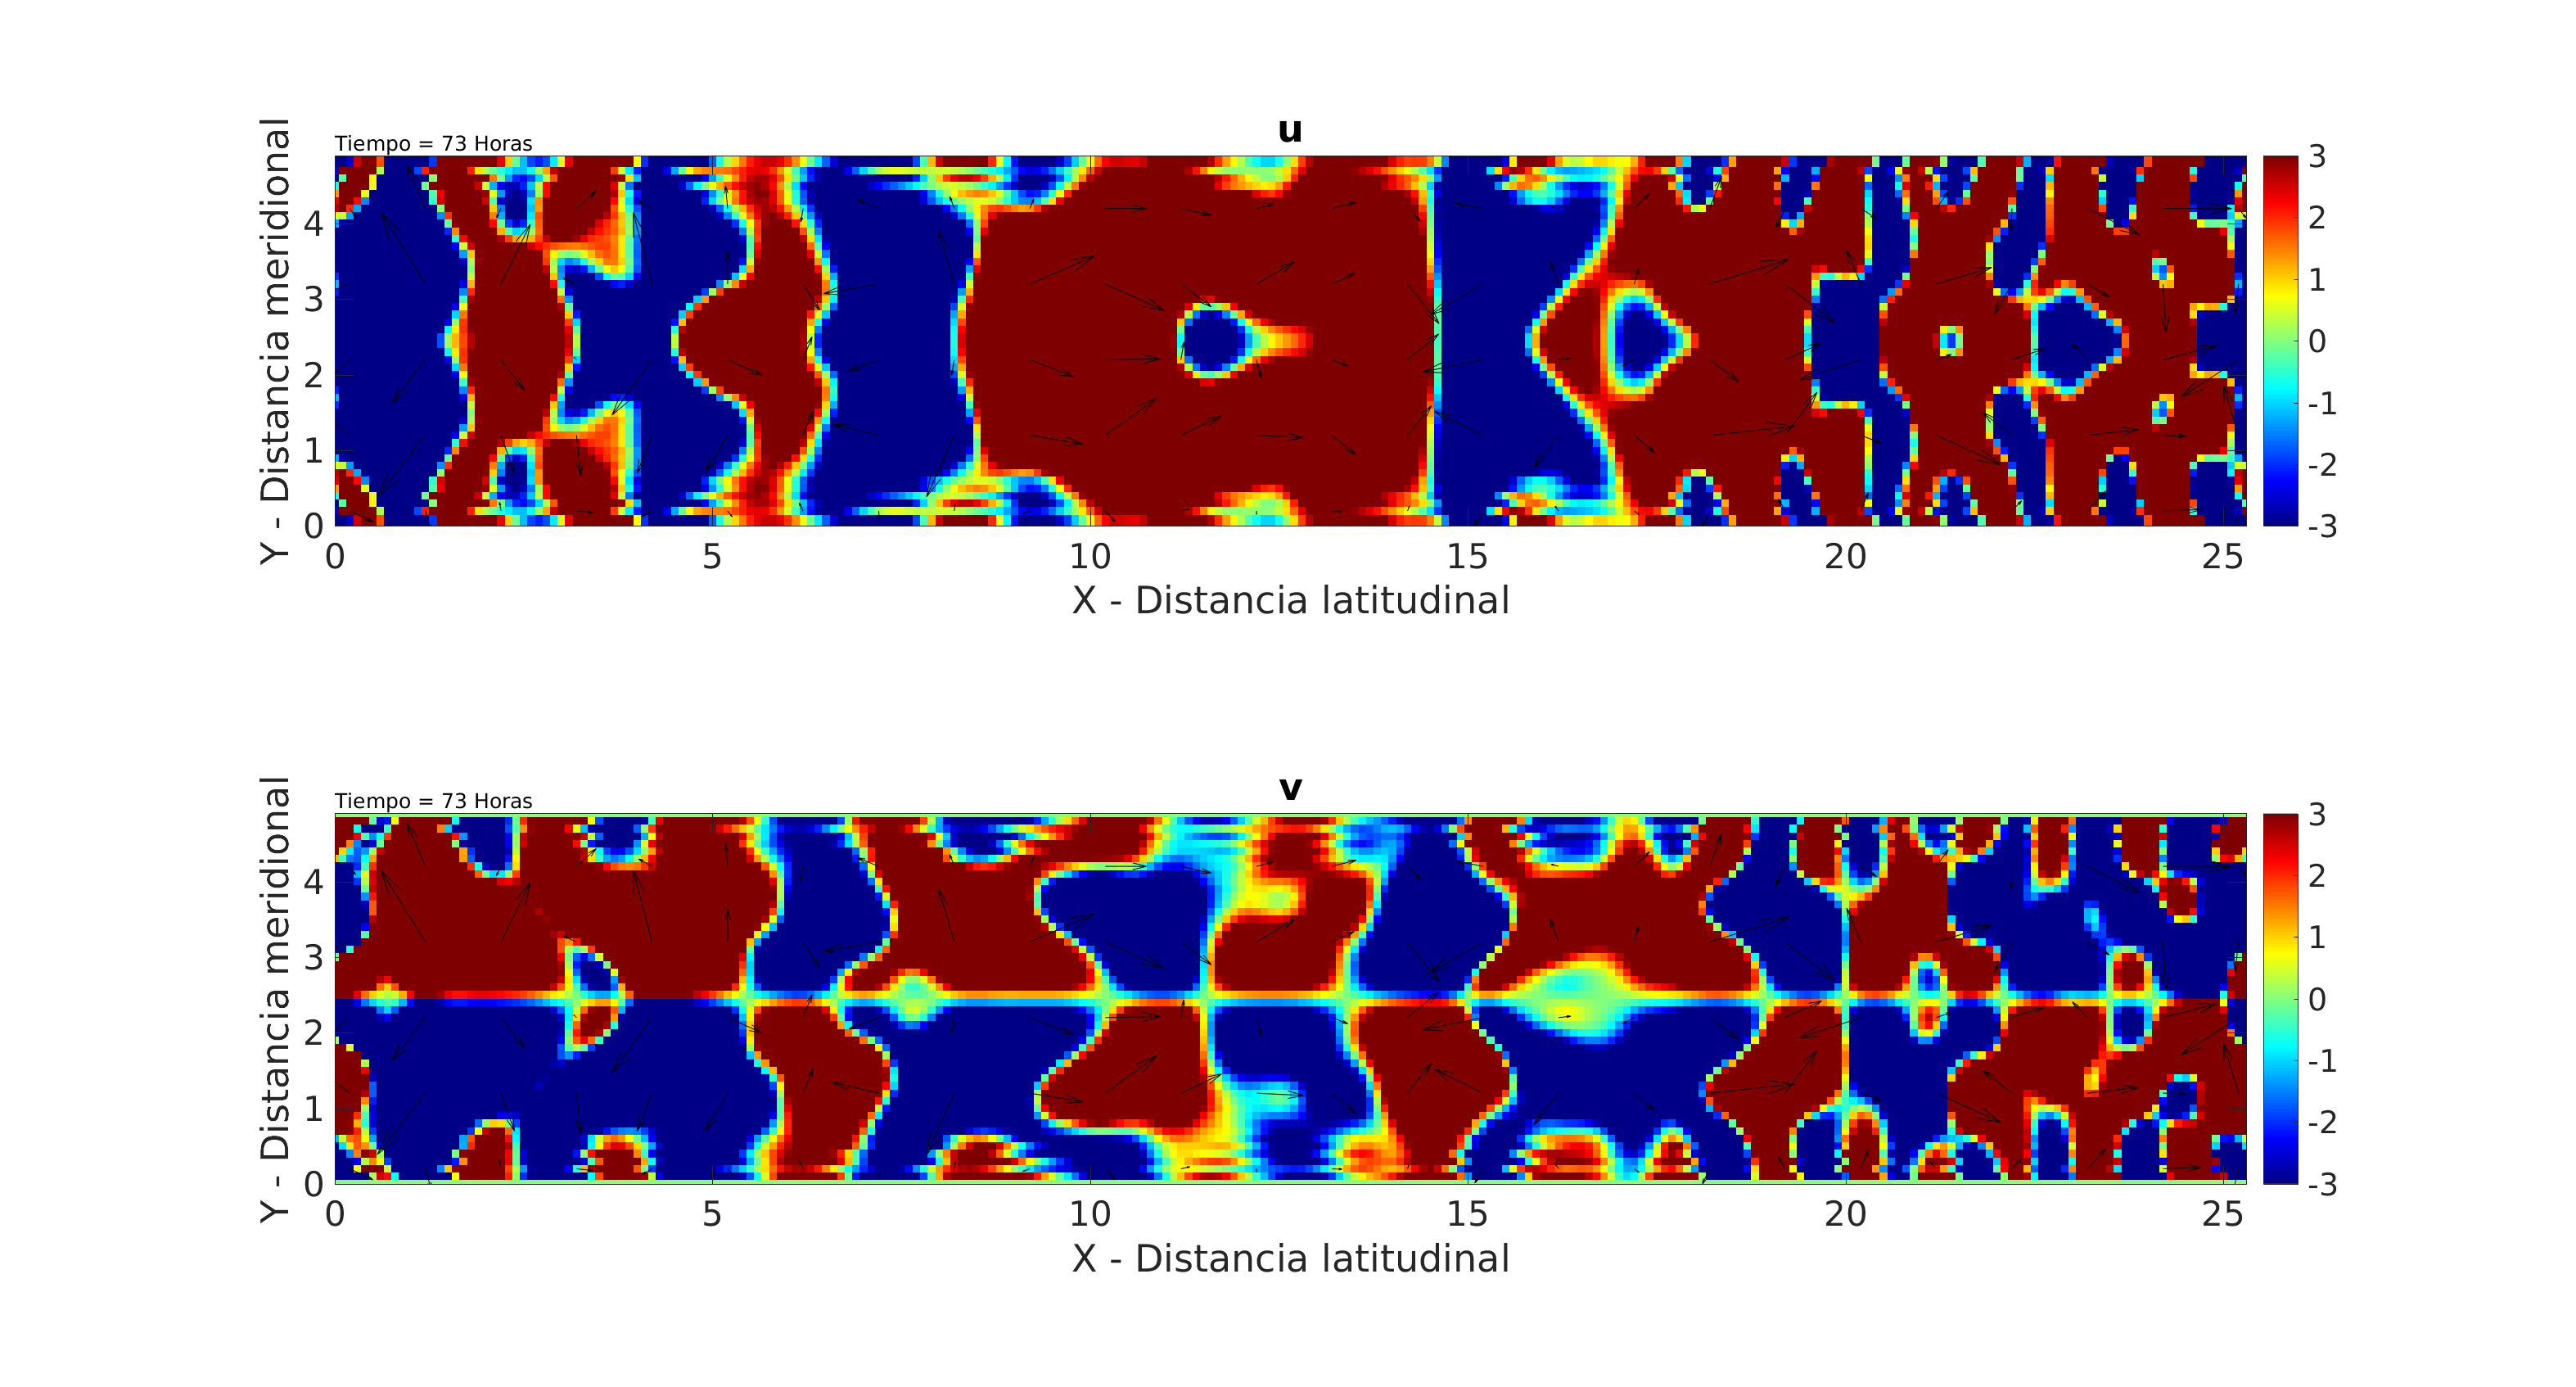 u
Tiempo = 73 Horas
Y - Distancia meridional
4
3
2
1
0
0 5 10 15 20 25
X - Distancia latitudinal
3
2
1
0
-1
-2
-3
v
Tiempo = 73 Horas
Y - Distancia meridional
4
3
2
1
0
0 5 10 15 20 25
X - Distancia latitudinal
3
2
1
0
-1
-2
-3